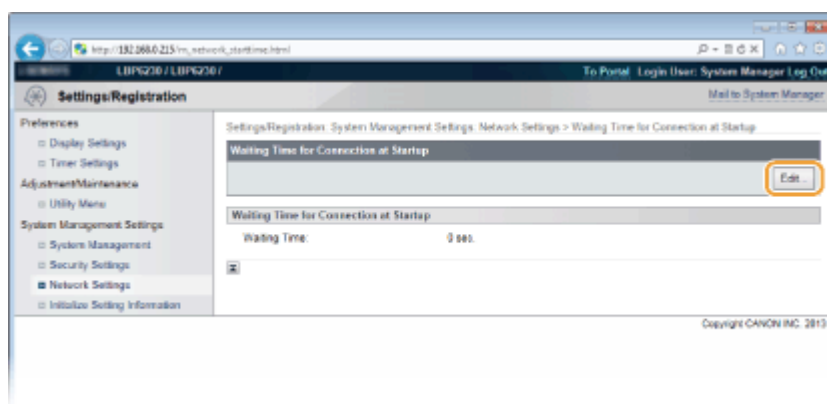 http://192.168.0.215/m_network_starttime.html
LBP6230 / LBP6230 /
To Portal Login User: System Manager Log Out
Settings/Registration
Mail to System Manager
Preferences
Display Settings
Timer Settings
Adjustment/Maintenance
Utility Menu
System Management Settings
System Management
Security Settings
Network Settings
Initialize Setting Information
Settings/Registration: System Management Settings: Network Settings > Waiting Time for Connection at Startup
Waiting Time for Connection at Startup
Edit...
Waiting Time for Connection at Startup
Waiting Time: 0 sec.
Copyright CANON INC. 2013